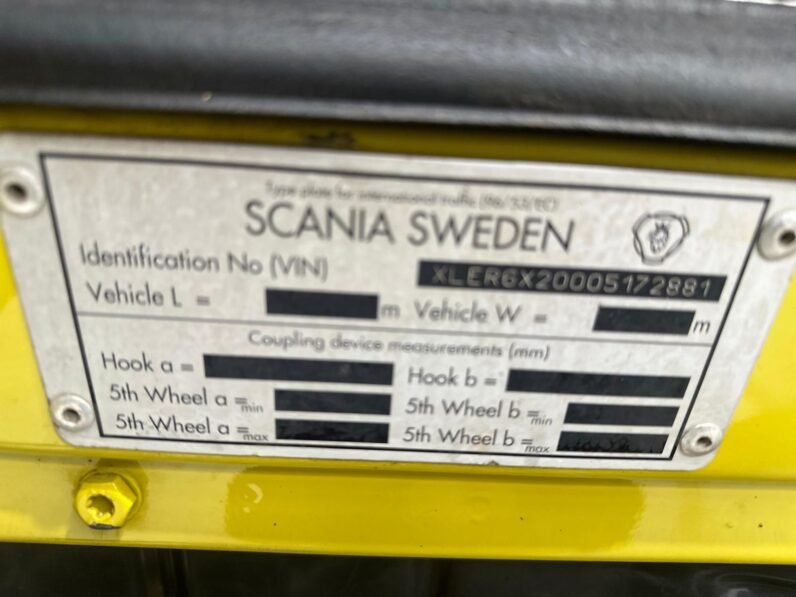 Type plate for international traffic (96/53/EC)
SCANIA SWEDEN
Identification No (VIN) XLER6X20005172881
Vehicle L = m Vehicle W = m
Coupling device measurements (mm)
Hook a = Hook b =
5th Wheel a =min 5th Wheel b =min
5th Wheel a =max 5th Wheel b =max